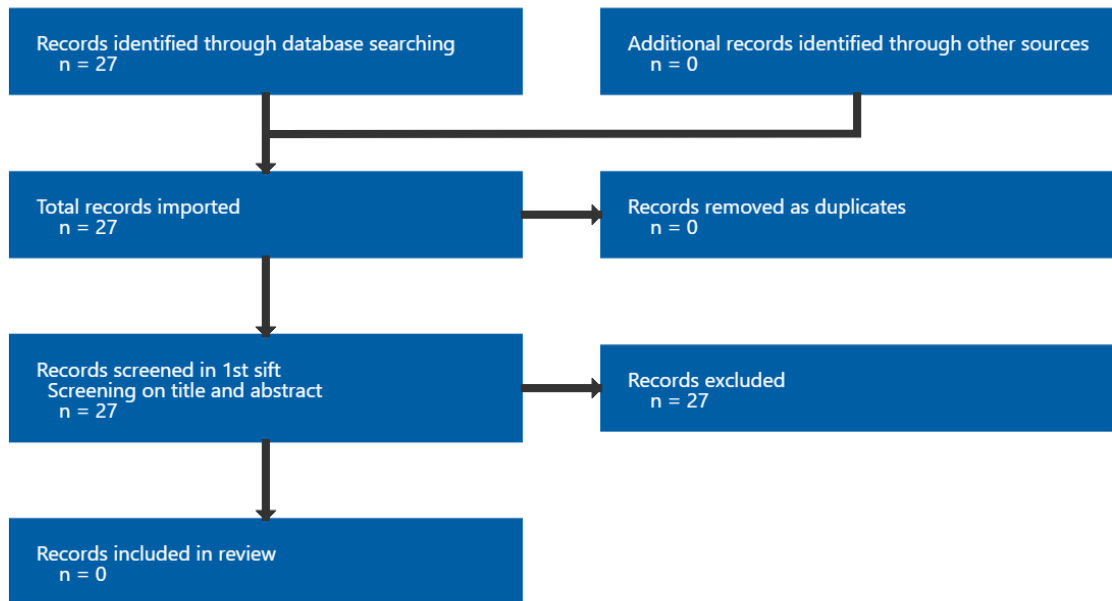 Records identified through database searching
n = 27
Additional records identified through other sources
n = 0
Total records imported
n = 27
Records removed as duplicates
n = 0
Records screened in 1st sift
Screening on title and abstract
n = 27
Records excluded
n = 27
Records included in review
n = 0